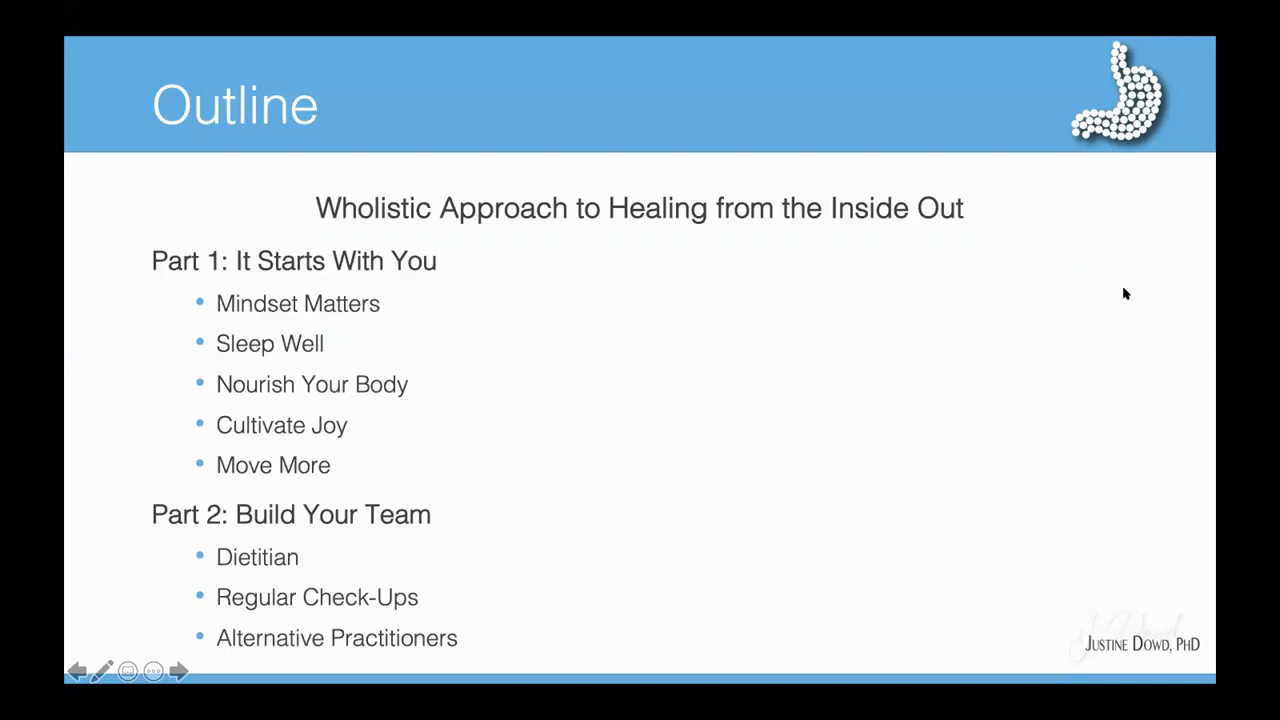 Outline
Wholistic Approach to Healing from the Inside Out
Part 1: It Starts With You
• Mindset Matters
• Sleep Well
• Nourish Your Body
• Cultivate Joy
• Move More
Part 2: Build Your Team
• Dietitian
• Regular Check-Ups
• Alternative Practitioners
JUSTINE DOWD, PHD